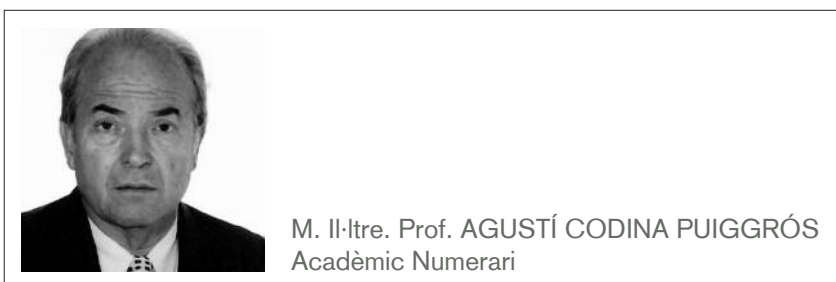 M. Il·ltre. Prof. AGUSTÍ CODINA PUIGGRÓS
Acadèmic Numerari